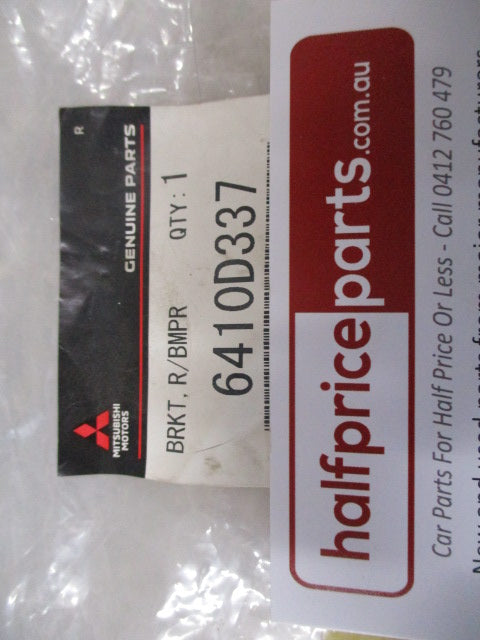 R
GENUINE PARTS
MITSUBISHI
MOTORS
BRKT, R/BMPR QTY: 1
6410D337
halfpriceparts.com.au
Car Parts For Half Price Or Less - Call 0412 760 479